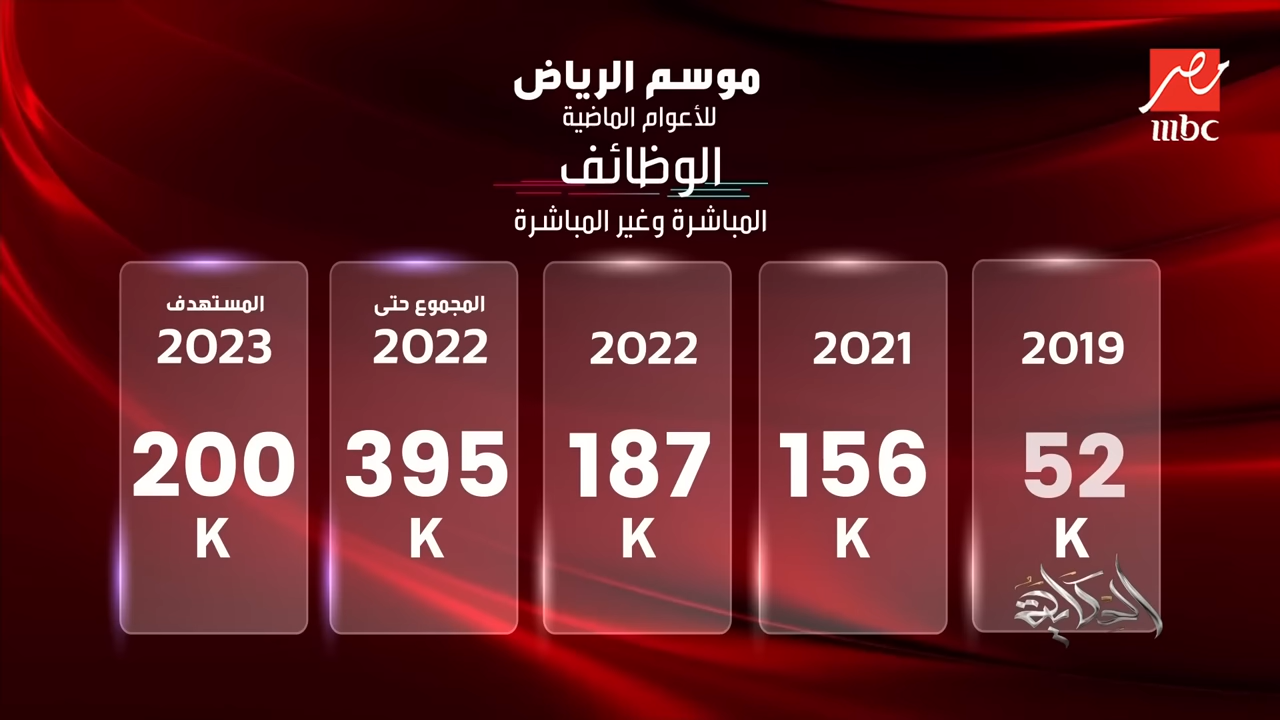 موسم الرياض
للأعوام الماضية
الوظائف
المباشرة وغير المباشرة
مصر
mbc
2019
52
K
2021
156
K
2022
187
K
المجموع حتى
2022
395
K
المستهدف
2023
200
K
الحكاية